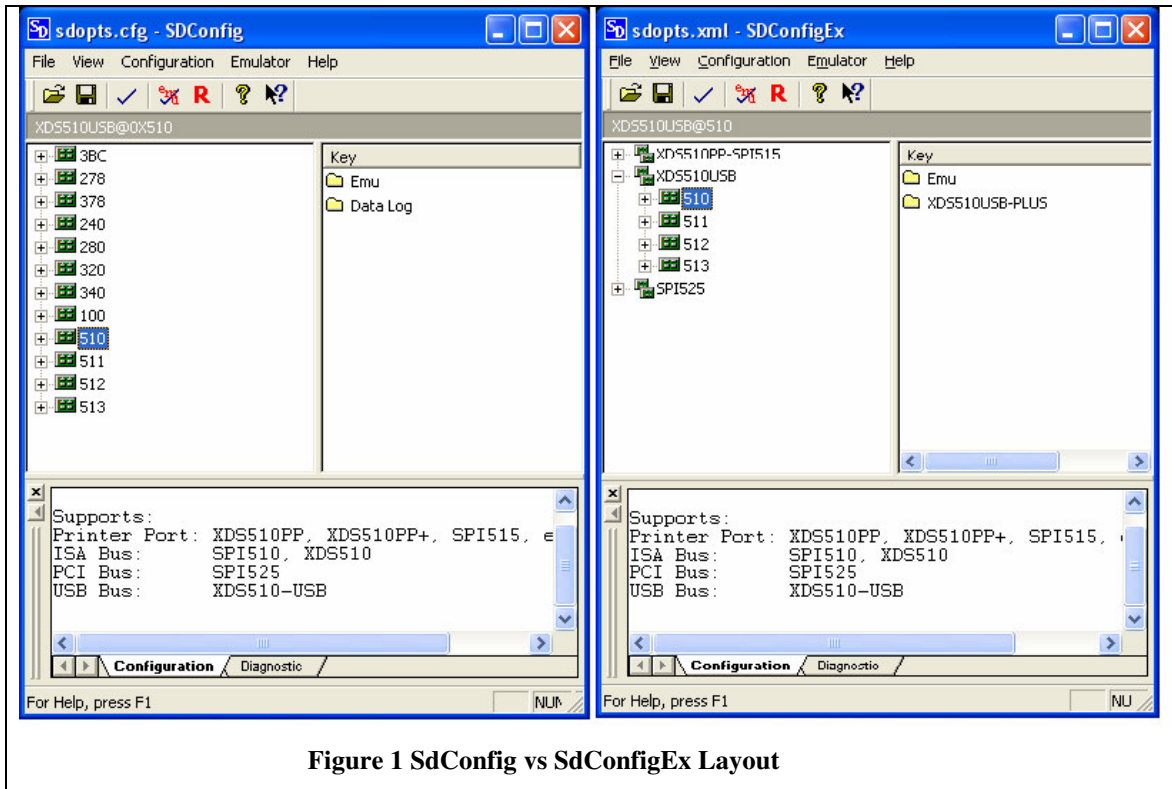 sdopts.cfg - SDConfig
File View Configuration Emulator Help
R
XDS510USB@0X510
3BC
278
378
240
280
320
340
100
510
511
512
513
Key
Emu
Data Log
Supports:
Printer Port: XDS510PP, XDS510PP+, SPI515, e
ISA Bus: SPI510, XDS510
PCI Bus: SPI525
USB Bus: XDS510-USB
Configuration Diagnostic
For Help, press F1
NUM
sdopts.xml - SDConfigEx
File View Configuration Emulator Help
R
XDS510USB@510
XDS510PP-SPI515
XDS510USB
510
511
512
513
SPI525
Key
Emu
XDS510USB-PLUS
Supports:
Printer Port: XDS510PP, XDS510PP+, SPI515,
ISA Bus: SPI510, XDS510
PCI Bus: SPI525
USB Bus: XDS510-USB
Configuration Diagnostic
For Help, press F1
NU
Figure 1 SdConfig vs SdConfigEx Layout